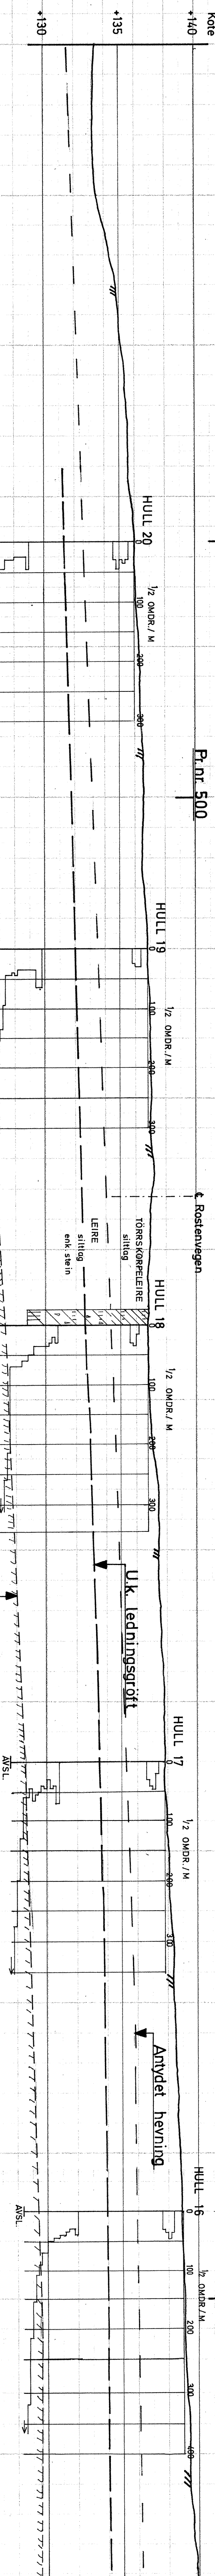 Kote
+140
+135
+130
HULL 20
1/2 OMDR./ M
0
100
200
300
Pr.nr. 500
HULL 19
1/2 OMDR./ M
0
100
200
300
℄ Rostenvegen
TÖRRSKORPELEIRE
siltlag
LEIRE
siltlag
enk. stein
HULL 18
1/2 OMDR./ M
0
100
200
300
U.k. ledningsgröft
HULL 17
1/2 OMDR./ M
0
100
200
300
AVSL.
Antydet hevning
HULL 16
1/2 OMDR/M
0
100
200
300
400
AVSL.